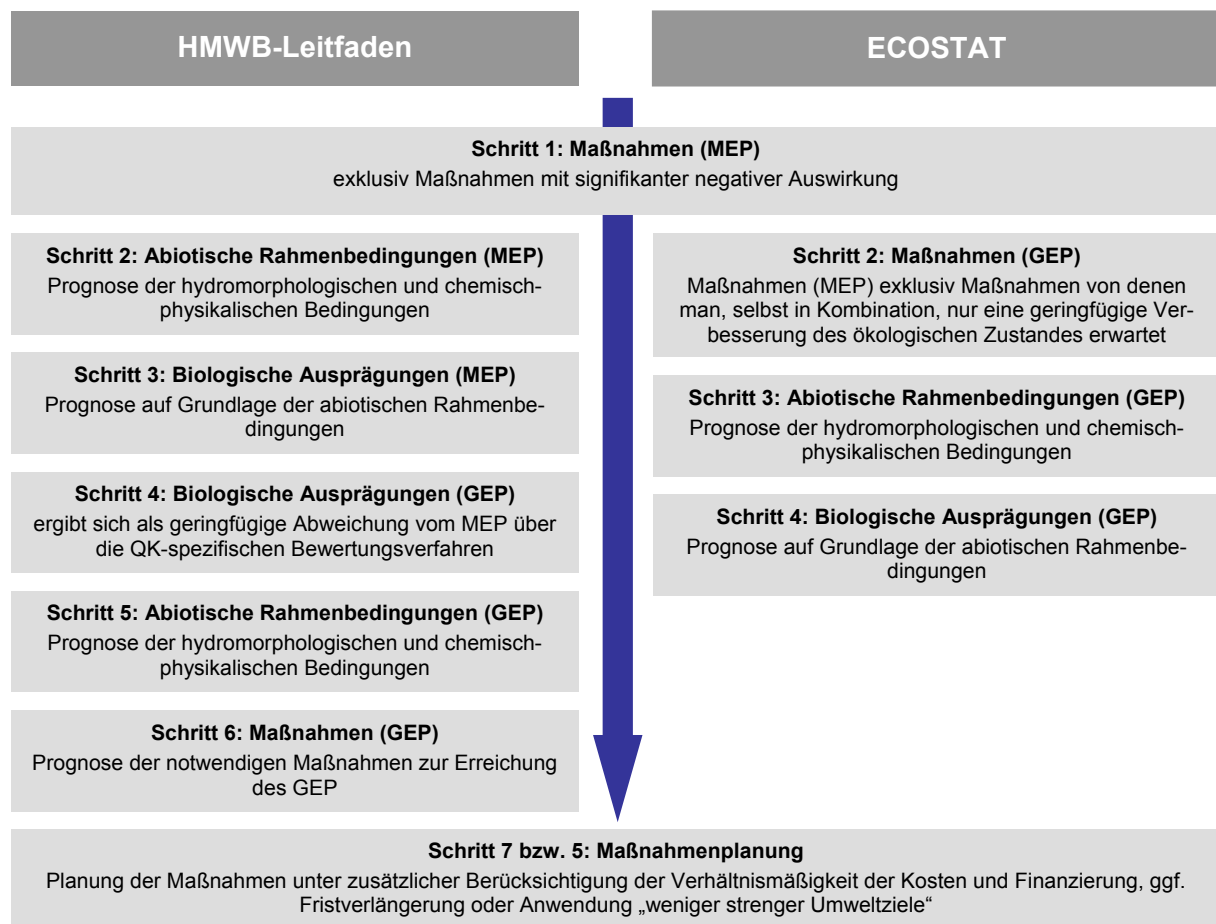 HMWB-Leitfaden
ECOSTAT
Schritt 1: Maßnahmen (MEP)
exklusiv Maßnahmen mit signifikanter negativer Auswirkung
Schritt 2: Abiotische Rahmenbedingungen (MEP)
Prognose der hydromorphologischen und chemisch-
physikalischen Bedingungen
Schritt 3: Biologische Ausprägungen (MEP)
Prognose auf Grundlage der abiotischen Rahmenbe-
dingungen
Schritt 4: Biologische Ausprägungen (GEP)
ergibt sich als geringfügige Abweichung vom MEP über
die QK-spezifischen Bewertungsverfahren
Schritt 5: Abiotische Rahmenbedingungen (GEP)
Prognose der hydromorphologischen und chemisch-
physikalischen Bedingungen
Schritt 6: Maßnahmen (GEP)
Prognose der notwendigen Maßnahmen zur Erreichung
des GEP
Schritt 2: Maßnahmen (GEP)
Maßnahmen (MEP) exklusiv Maßnahmen von denen
man, selbst in Kombination, nur eine geringfügige Ver-
besserung des ökologischen Zustandes erwartet
Schritt 3: Abiotische Rahmenbedingungen (GEP)
Prognose der hydromorphologischen und chemisch-
physikalischen Bedingungen
Schritt 4: Biologische Ausprägungen (GEP)
Prognose auf Grundlage der abiotischen Rahmenbe-
dingungen
Schritt 7 bzw. 5: Maßnahmenplanung
Planung der Maßnahmen unter zusätzlicher Berücksichtigung der Verhältnismäßigkeit der Kosten und Finanzierung, ggf.
Fristverlängerung oder Anwendung „weniger strenger Umweltziele“